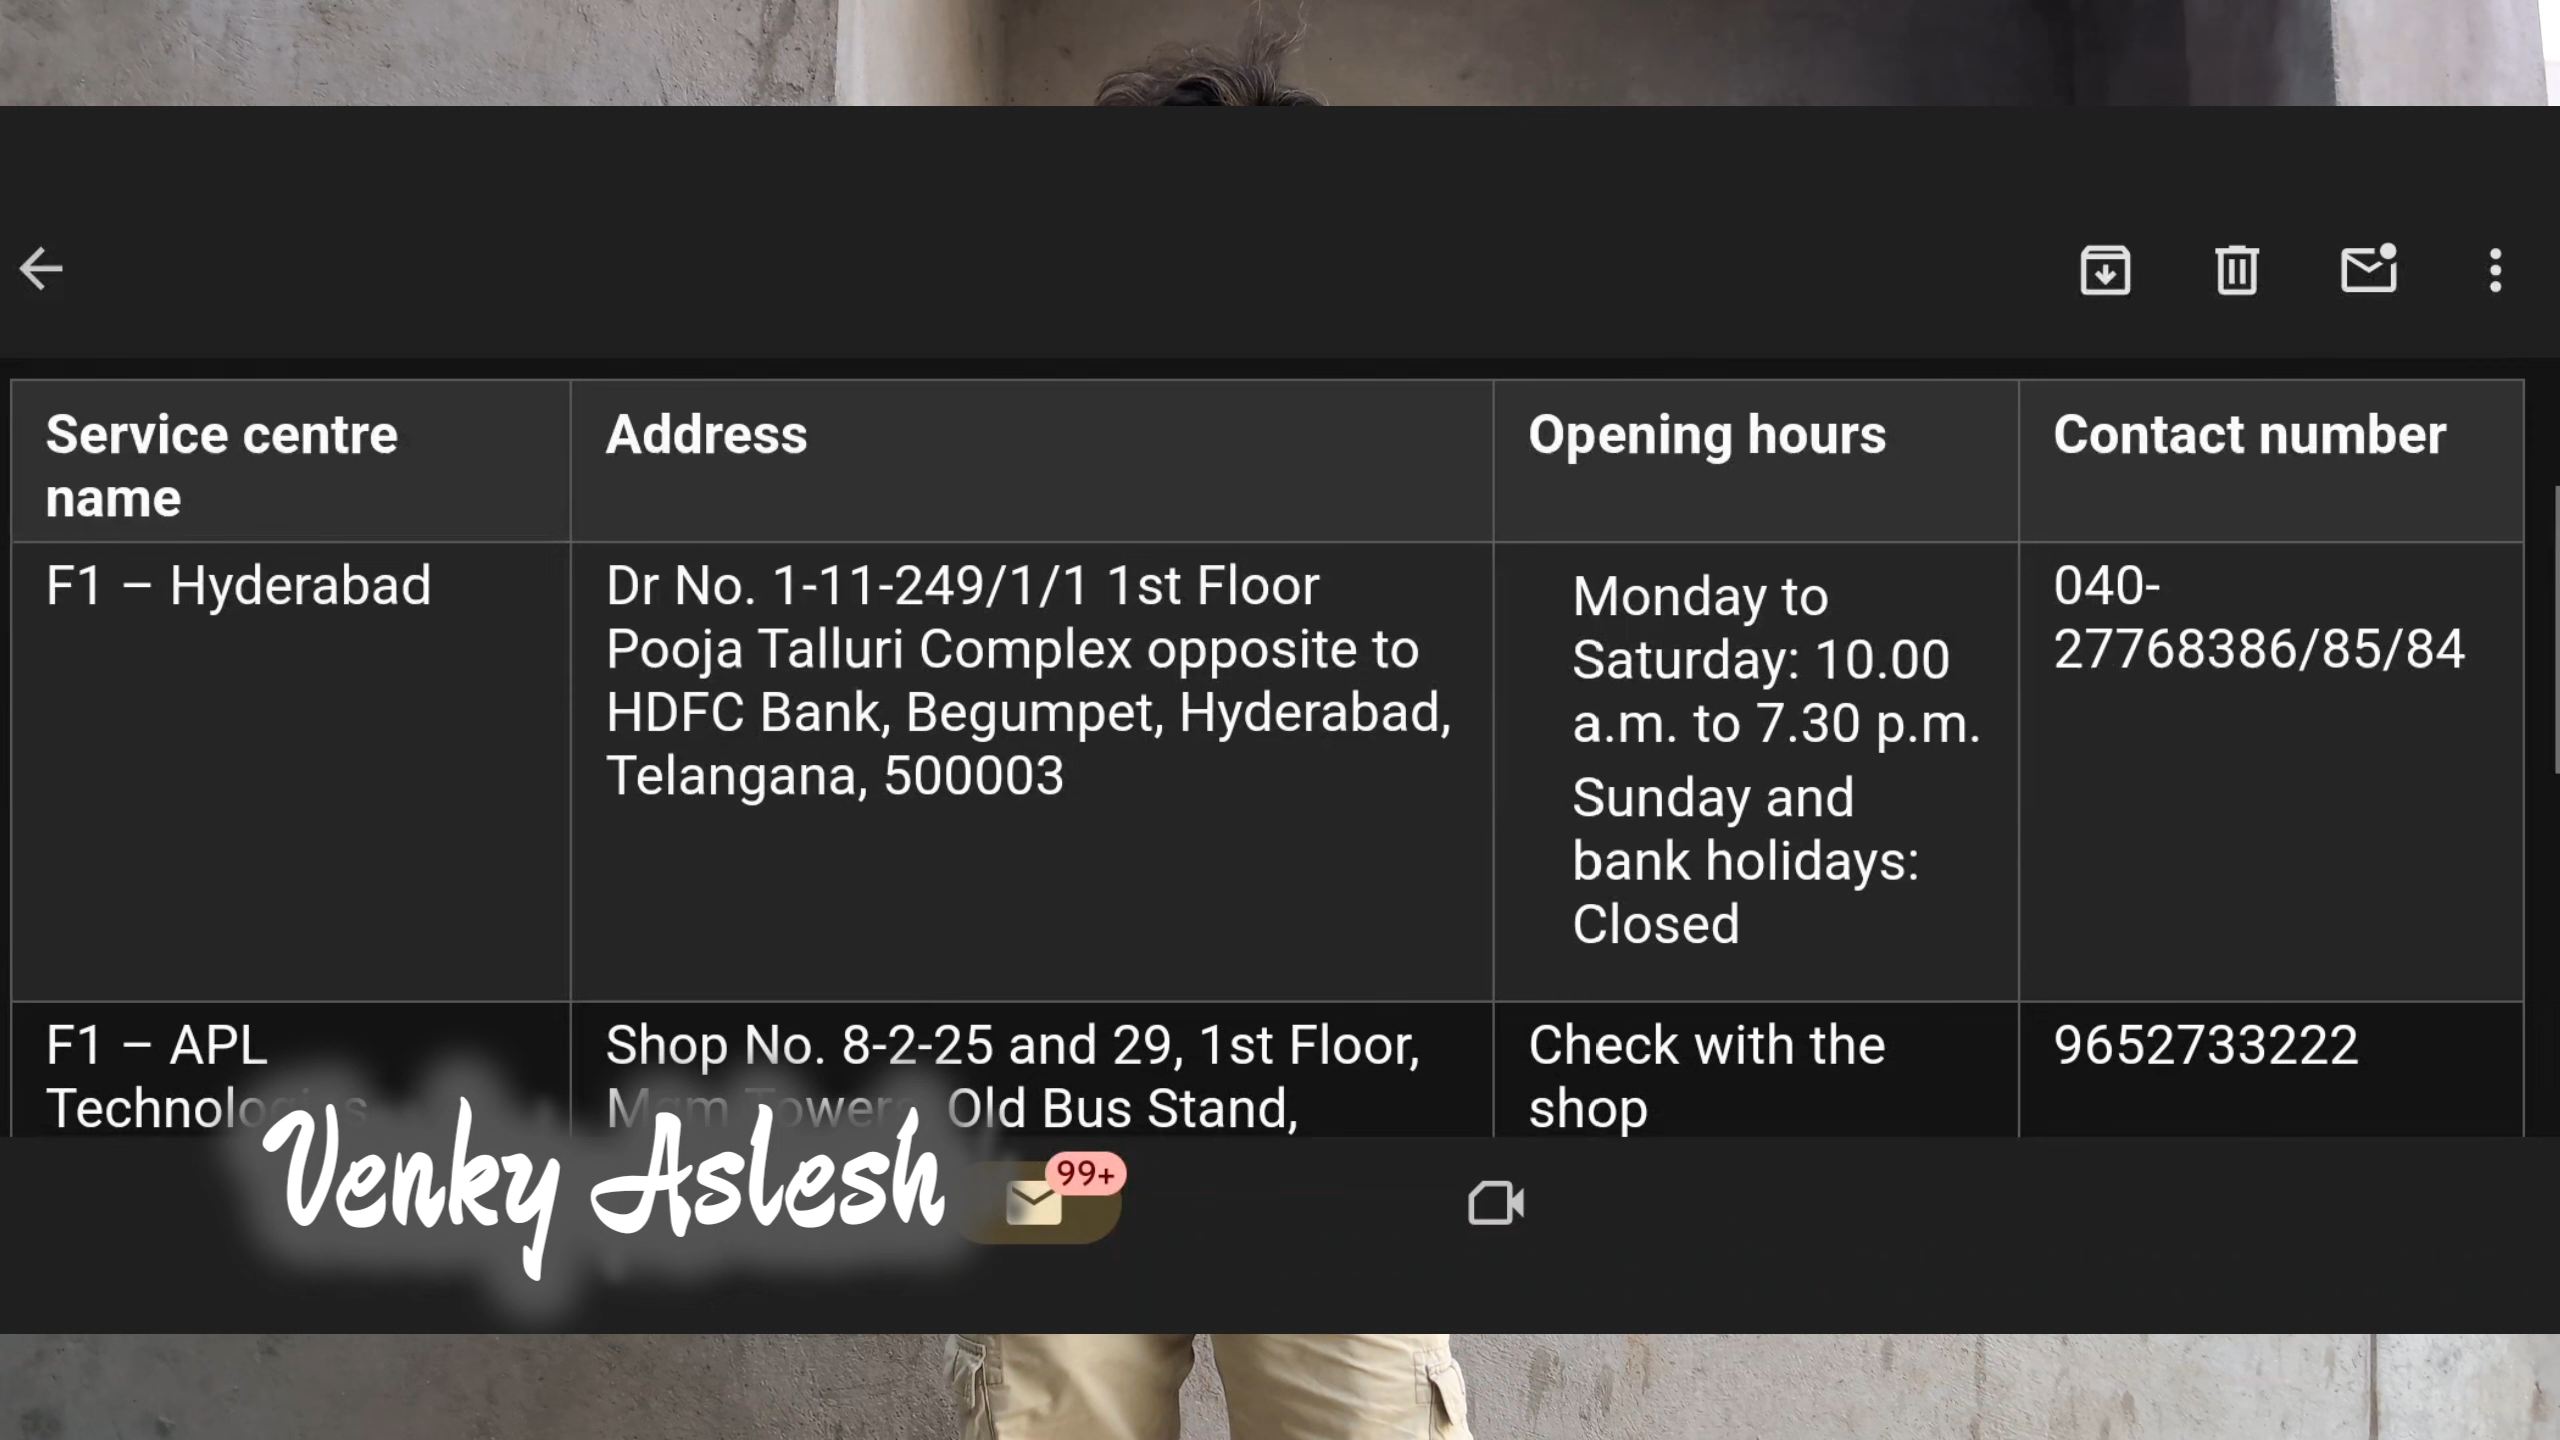 Service centre
name
Address
Opening hours
Contact number
F1 – Hyderabad
Dr No. 1-11-249/1/1 1st Floor
Pooja Talluri Complex opposite to
HDFC Bank, Begumpet, Hyderabad,
Telangana, 500003
Monday to
Saturday: 10.00
a.m. to 7.30 p.m.
Sunday and
bank holidays:
Closed
040-
27768386/85/84
F1 – APL
Technologies
Shop No. 8-2-25 and 29, 1st Floor,
Mgm Towers, Old Bus Stand,
Check with the
shop
9652733222
Venky Aslesh
99+